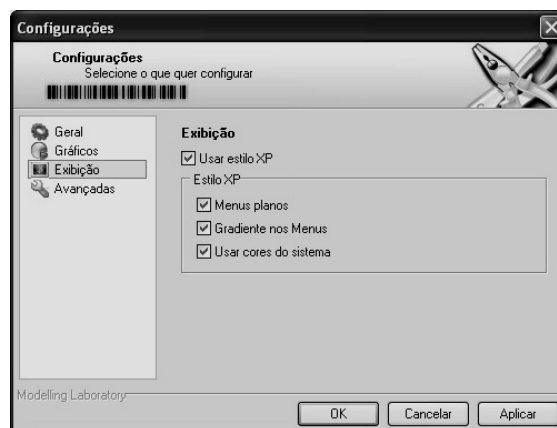 Configurações
Configurações
Selecione o que quer configurar
Geral
Gráficos
Exibição
Avançadas
Exibição
Usar estilo XP
Estilo XP
Menus planos
Gradiente nos Menus
Usar cores do sistema
Modelling Laboratory
OK
Cancelar
Aplicar